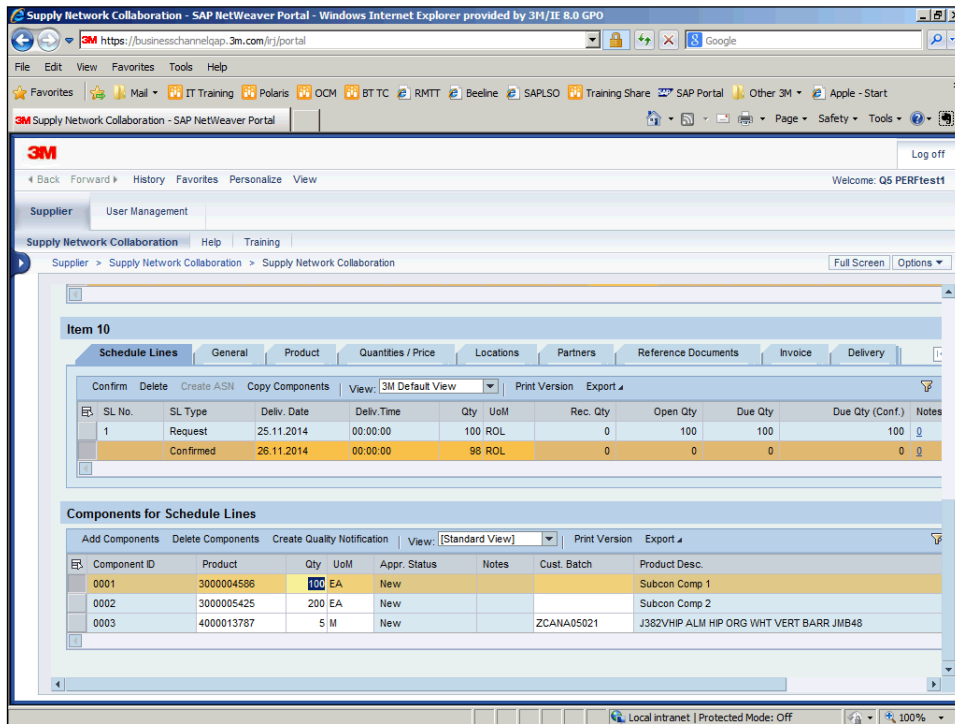 Supply Network Collaboration - SAP NetWeaver Portal - Windows Internet Explorer provided by 3M/IE 8.0 GPO
3M https://businesschannelqap.3m.com/irj/portal Google
File Edit View Favorites Tools Help
Favorites Mail IT Training Polaris OCM BT TC RMTT Beeline SAPLSO Training Share SAP Portal Other 3M Apple - Start
3M Supply Network Collaboration - SAP NetWeaver Portal Page Safety Tools
3M Log off
Back Forward History Favorites Personalize View Welcome: Q5 PERFtest1
Supplier User Management
Supply Network Collaboration Help Training
Supplier > Supply Network Collaboration > Supply Network Collaboration Full Screen Options
Item 10
Schedule Lines General Product Quantities / Price Locations Partners Reference Documents Invoice Delivery
Confirm Delete Create ASN Copy Components View: 3M Default View Print Version Export
SL No. SL Type Deliv. Date Deliv.Time Qty UoM Rec. Qty Open Qty Due Qty Due Qty (Conf.) Notes
1 Request 25.11.2014 00:00:00 100 ROL 0 100 100 100 0
Confirmed 26.11.2014 00:00:00 98 ROL 0 0 0 0 0
Components for Schedule Lines
Add Components Delete Components Create Quality Notification View: [Standard View] Print Version Export
Component ID Product Qty UoM Appr. Status Notes Cust. Batch Product Desc.
0001 3000004586 100 EA New Subcon Comp 1
0002 3000005425 200 EA New Subcon Comp 2
0003 4000013787 5 M New ZCANA05021 J382VHIP ALM HIP ORG WHT VERT BARR JMB48
Local intranet | Protected Mode: Off 100%